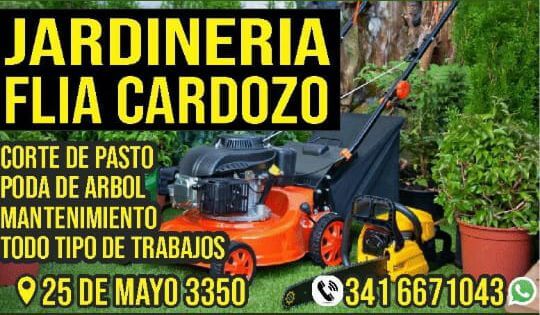 JARDINERIA
FLIA CARDOZO
CORTE DE PASTO
PODA DE ARBOL
MANTENIMIENTO
TODO TIPO DE TRABAJOS
25 DE MAYO 3350
341 6671043